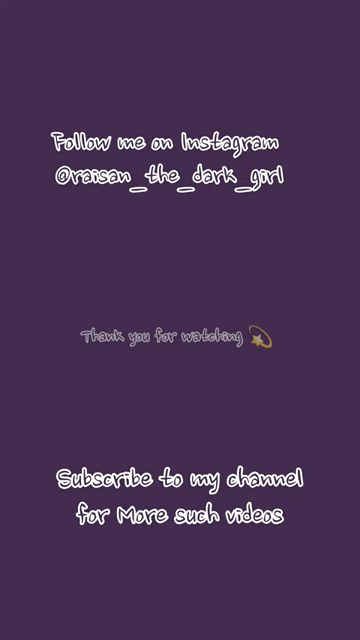 Follow me on Instagram
@raisan_the_dark_girl
Thank you for watching 💫
Subscribe to my channel
for More such videos